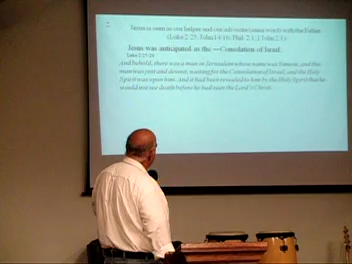 Jesus is seen as our helper and our advocate/counselor with the Father.
(Luke 2:25; John 14:16; Phil. 2:1; 1 John 2:1)
Jesus was anticipated as the —Consolation of Israel.
Luke 2:25-26
And behold, there was a man in Jerusalem whose name was Simeon, and this
man was just and devout, waiting for the Consolation of Israel, and the Holy
Spirit was upon him. And it had been revealed to him by the Holy Spirit that he
would not see death before he had seen the Lord's Christ.